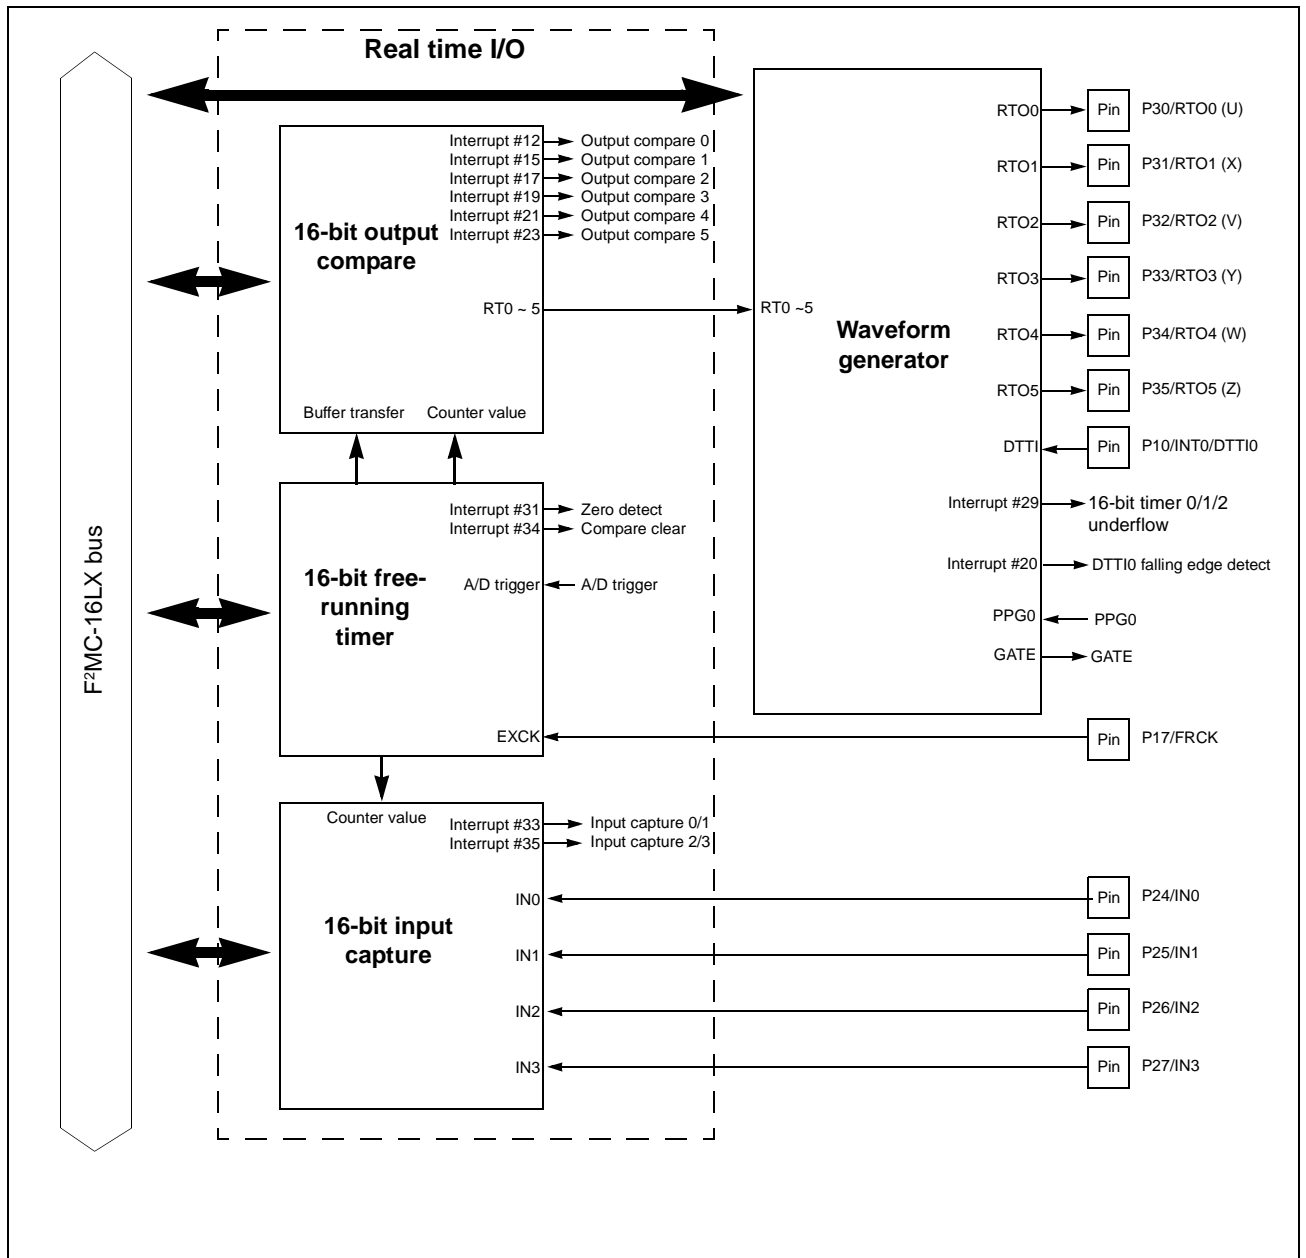 Real time I/O
F²MC-16LX bus
16-bit output
compare
Interrupt #12
Output compare 0
Interrupt #15
Output compare 1
Interrupt #17
Output compare 2
Interrupt #19
Output compare 3
Interrupt #21
Output compare 4
Interrupt #23
Output compare 5
RT0 ~ 5
Buffer transfer
Counter value
16-bit free-
running
timer
Interrupt #31
Zero detect
Interrupt #34
Compare clear
A/D trigger
A/D trigger
EXCK
Counter value
16-bit input
capture
Interrupt #33
Input capture 0/1
Interrupt #35
Input capture 2/3
IN0
IN1
IN2
IN3
RT0 ~5
Waveform
generator
RTO0
Pin
P30/RTO0 (U)
RTO1
Pin
P31/RTO1 (X)
RTO2
Pin
P32/RTO2 (V)
RTO3
Pin
P33/RTO3 (Y)
RTO4
Pin
P34/RTO4 (W)
RTO5
Pin
P35/RTO5 (Z)
DTTI
Pin
P10/INT0/DTTI0
Interrupt #29
16-bit timer 0/1/2
underflow
Interrupt #20
DTTI0 falling edge detect
PPG0
PPG0
GATE
GATE
Pin
P17/FRCK
Pin
P24/IN0
Pin
P25/IN1
Pin
P26/IN2
Pin
P27/IN3